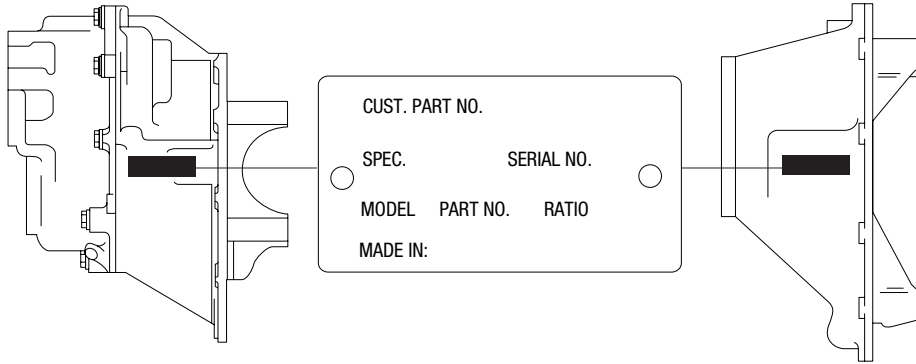 CUST. PART NO.
SPEC. SERIAL NO.
MODEL PART NO. RATIO
MADE IN: